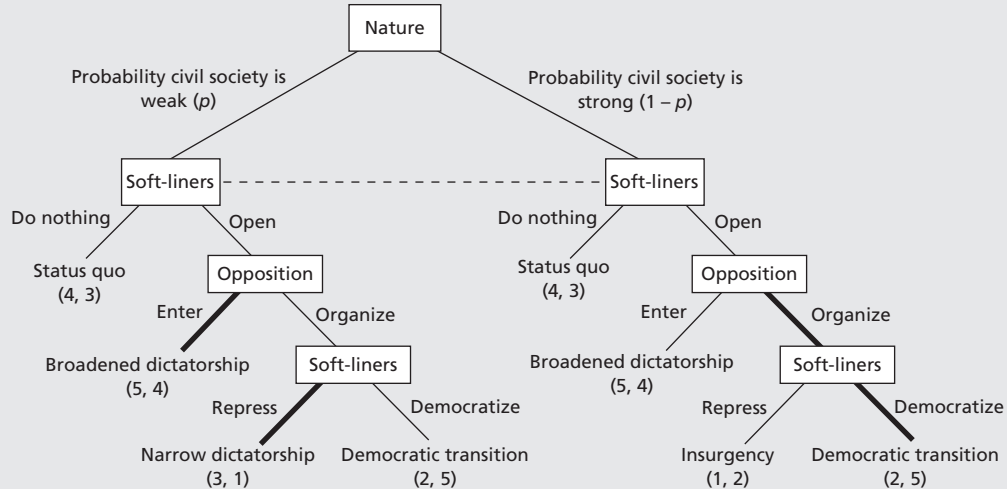 Nature
Probability civil society is
weak (p)
Probability civil society is
strong (1 – p)
Soft-liners
Soft-liners
Do nothing
Open
Do nothing
Open
Status quo
(4, 3)
Opposition
Status quo
(4, 3)
Opposition
Enter
Organize
Enter
Organize
Broadened dictatorship
(5, 4)
Soft-liners
Broadened dictatorship
(5, 4)
Soft-liners
Repress
Democratize
Repress
Democratize
Narrow dictatorship
(3, 1)
Democratic transition
(2, 5)
Insurgency
(1, 2)
Democratic transition
(2, 5)